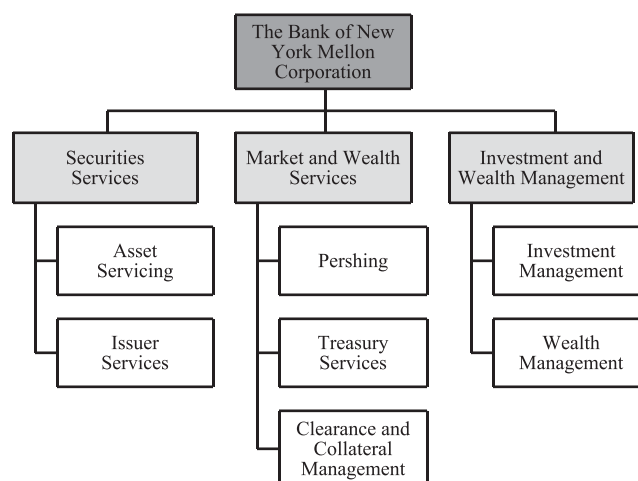 The Bank of New
York Mellon
Corporation
Securities
Services
Asset
Servicing
Issuer
Services
Market and Wealth
Services
Pershing
Treasury
Services
Clearance and
Collateral
Management
Investment and
Wealth Management
Investment
Management
Wealth
Management